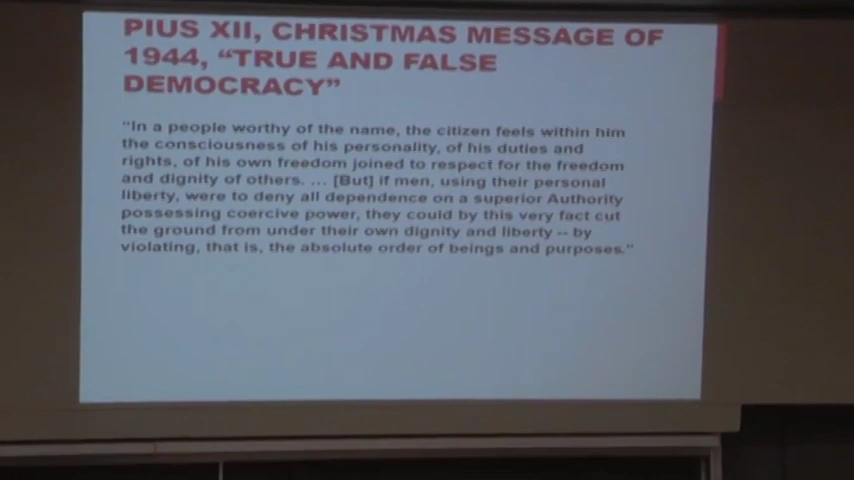 PIUS XII, CHRISTMAS MESSAGE OF
1944, “TRUE AND FALSE
DEMOCRACY”
“In a people worthy of the name, the citizen feels within him
the consciousness of his personality, of his duties and
rights, of his own freedom joined to respect for the freedom
and dignity of others. … [But] if men, using their personal
liberty, were to deny all dependence on a superior Authority
possessing coercive power, they could by this very fact cut
the ground from under their own dignity and liberty -- by
violating, that is, the absolute order of beings and purposes.”